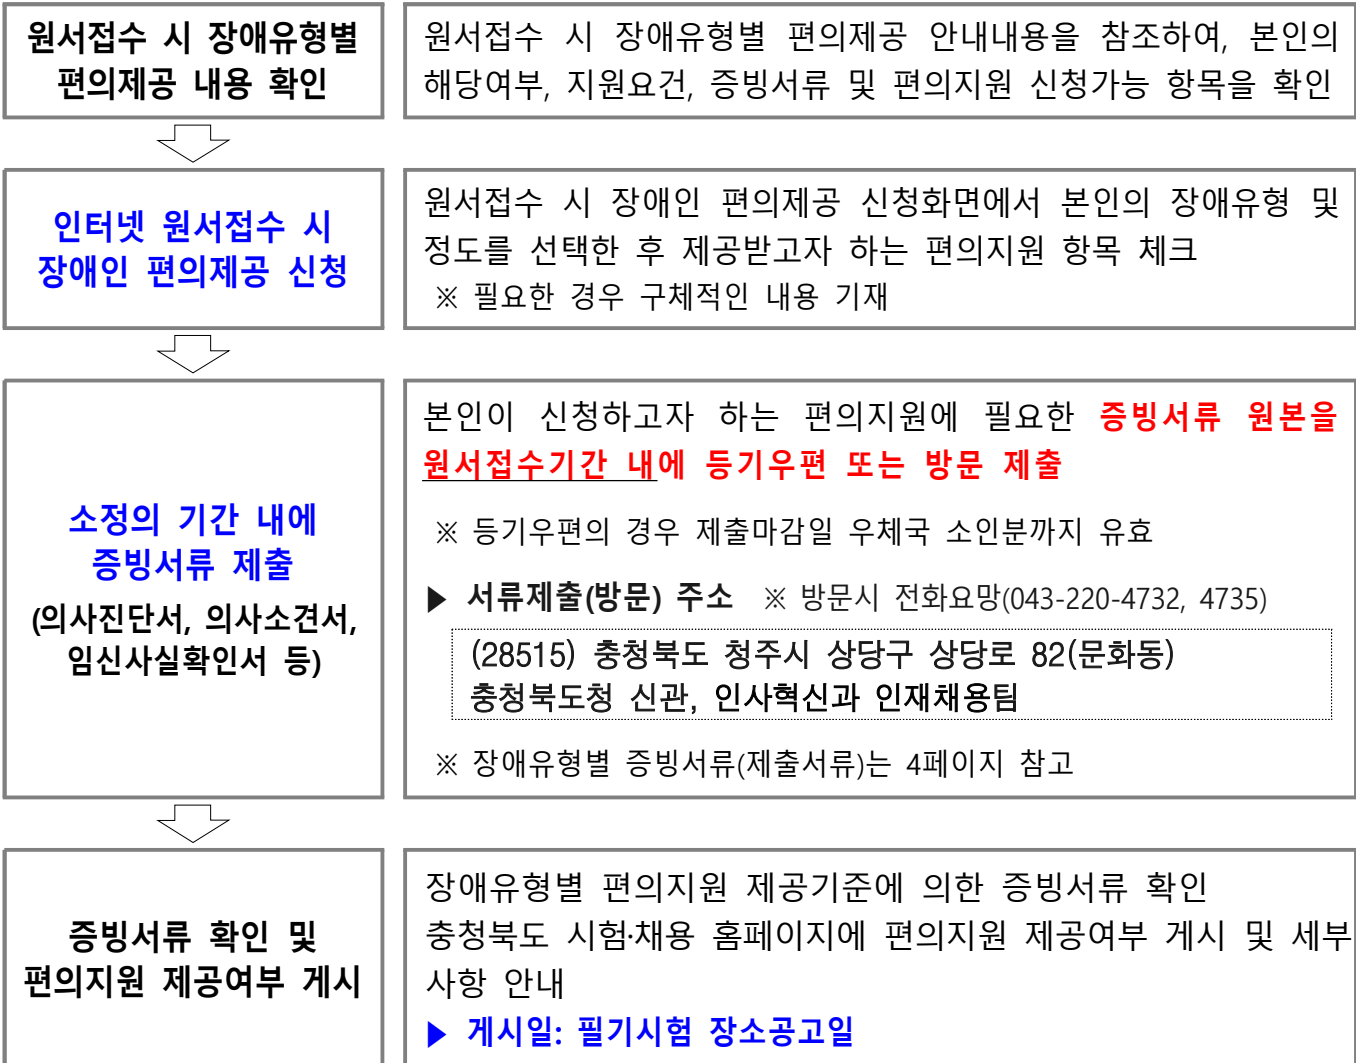 원서접수 시 장애유형별
편의제공 내용 확인
원서접수 시 장애유형별 편의제공 안내내용을 참조하여, 본인의
해당여부, 지원요건, 증빙서류 및 편의지원 신청가능 항목을 확인
인터넷 원서접수 시
장애인 편의제공 신청
원서접수 시 장애인 편의제공 신청화면에서 본인의 장애유형 및
정도를 선택한 후 제공받고자 하는 편의지원 항목 체크
※ 필요한 경우 구체적인 내용 기재
소정의 기간 내에
증빙서류 제출
(의사진단서, 의사소견서,
임신사실확인서 등)
본인이 신청하고자 하는 편의지원에 필요한 증빙서류 원본을
원서접수기간 내에 등기우편 또는 방문 제출
※ 등기우편의 경우 제출마감일 우체국 소인분까지 유효
▶ 서류제출(방문) 주소 ※ 방문시 전화요망(043-220-4732, 4735)
(28515) 충청북도 청주시 상당구 상당로 82(문화동)
충청북도청 신관, 인사혁신과 인재채용팀
※ 장애유형별 증빙서류(제출서류)는 4페이지 참고
증빙서류 확인 및
편의지원 제공여부 게시
장애유형별 편의지원 제공기준에 의한 증빙서류 확인
충청북도 시험·채용 홈페이지에 편의지원 제공여부 게시 및 세부
사항 안내
▶ 게시일: 필기시험 장소공고일